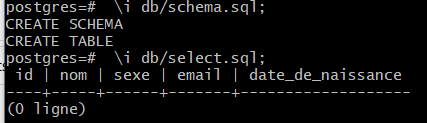 postgres=# \i db/schema.sql;
CREATE SCHEMA
CREATE TABLE
postgres=# \i db/select.sql;
 id | nom | sexe | email | date_de_naissance
----+-----+------+-------+-------------------
(0 ligne)